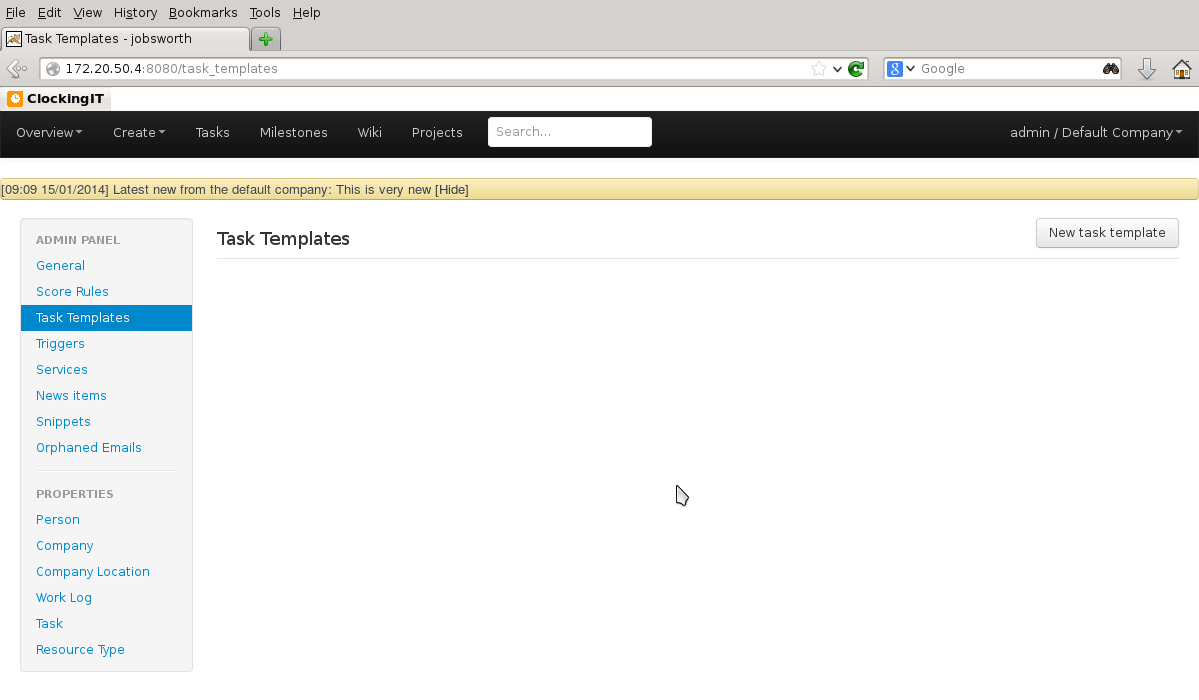 File Edit View History Bookmarks Tools Help
Task Templates - jobsworth
172.20.50.4:8080/task_templates
Google
ClockingIT
Overview Create Tasks Milestones Wiki Projects Search... admin / Default Company
[09:09 15/01/2014] Latest new from the default company: This is very new [Hide]
ADMIN PANEL
General
Score Rules
Task Templates
Triggers
Services
News items
Snippets
Orphaned Emails
PROPERTIES
Person
Company
Company Location
Work Log
Task
Resource Type
Task Templates
New task template